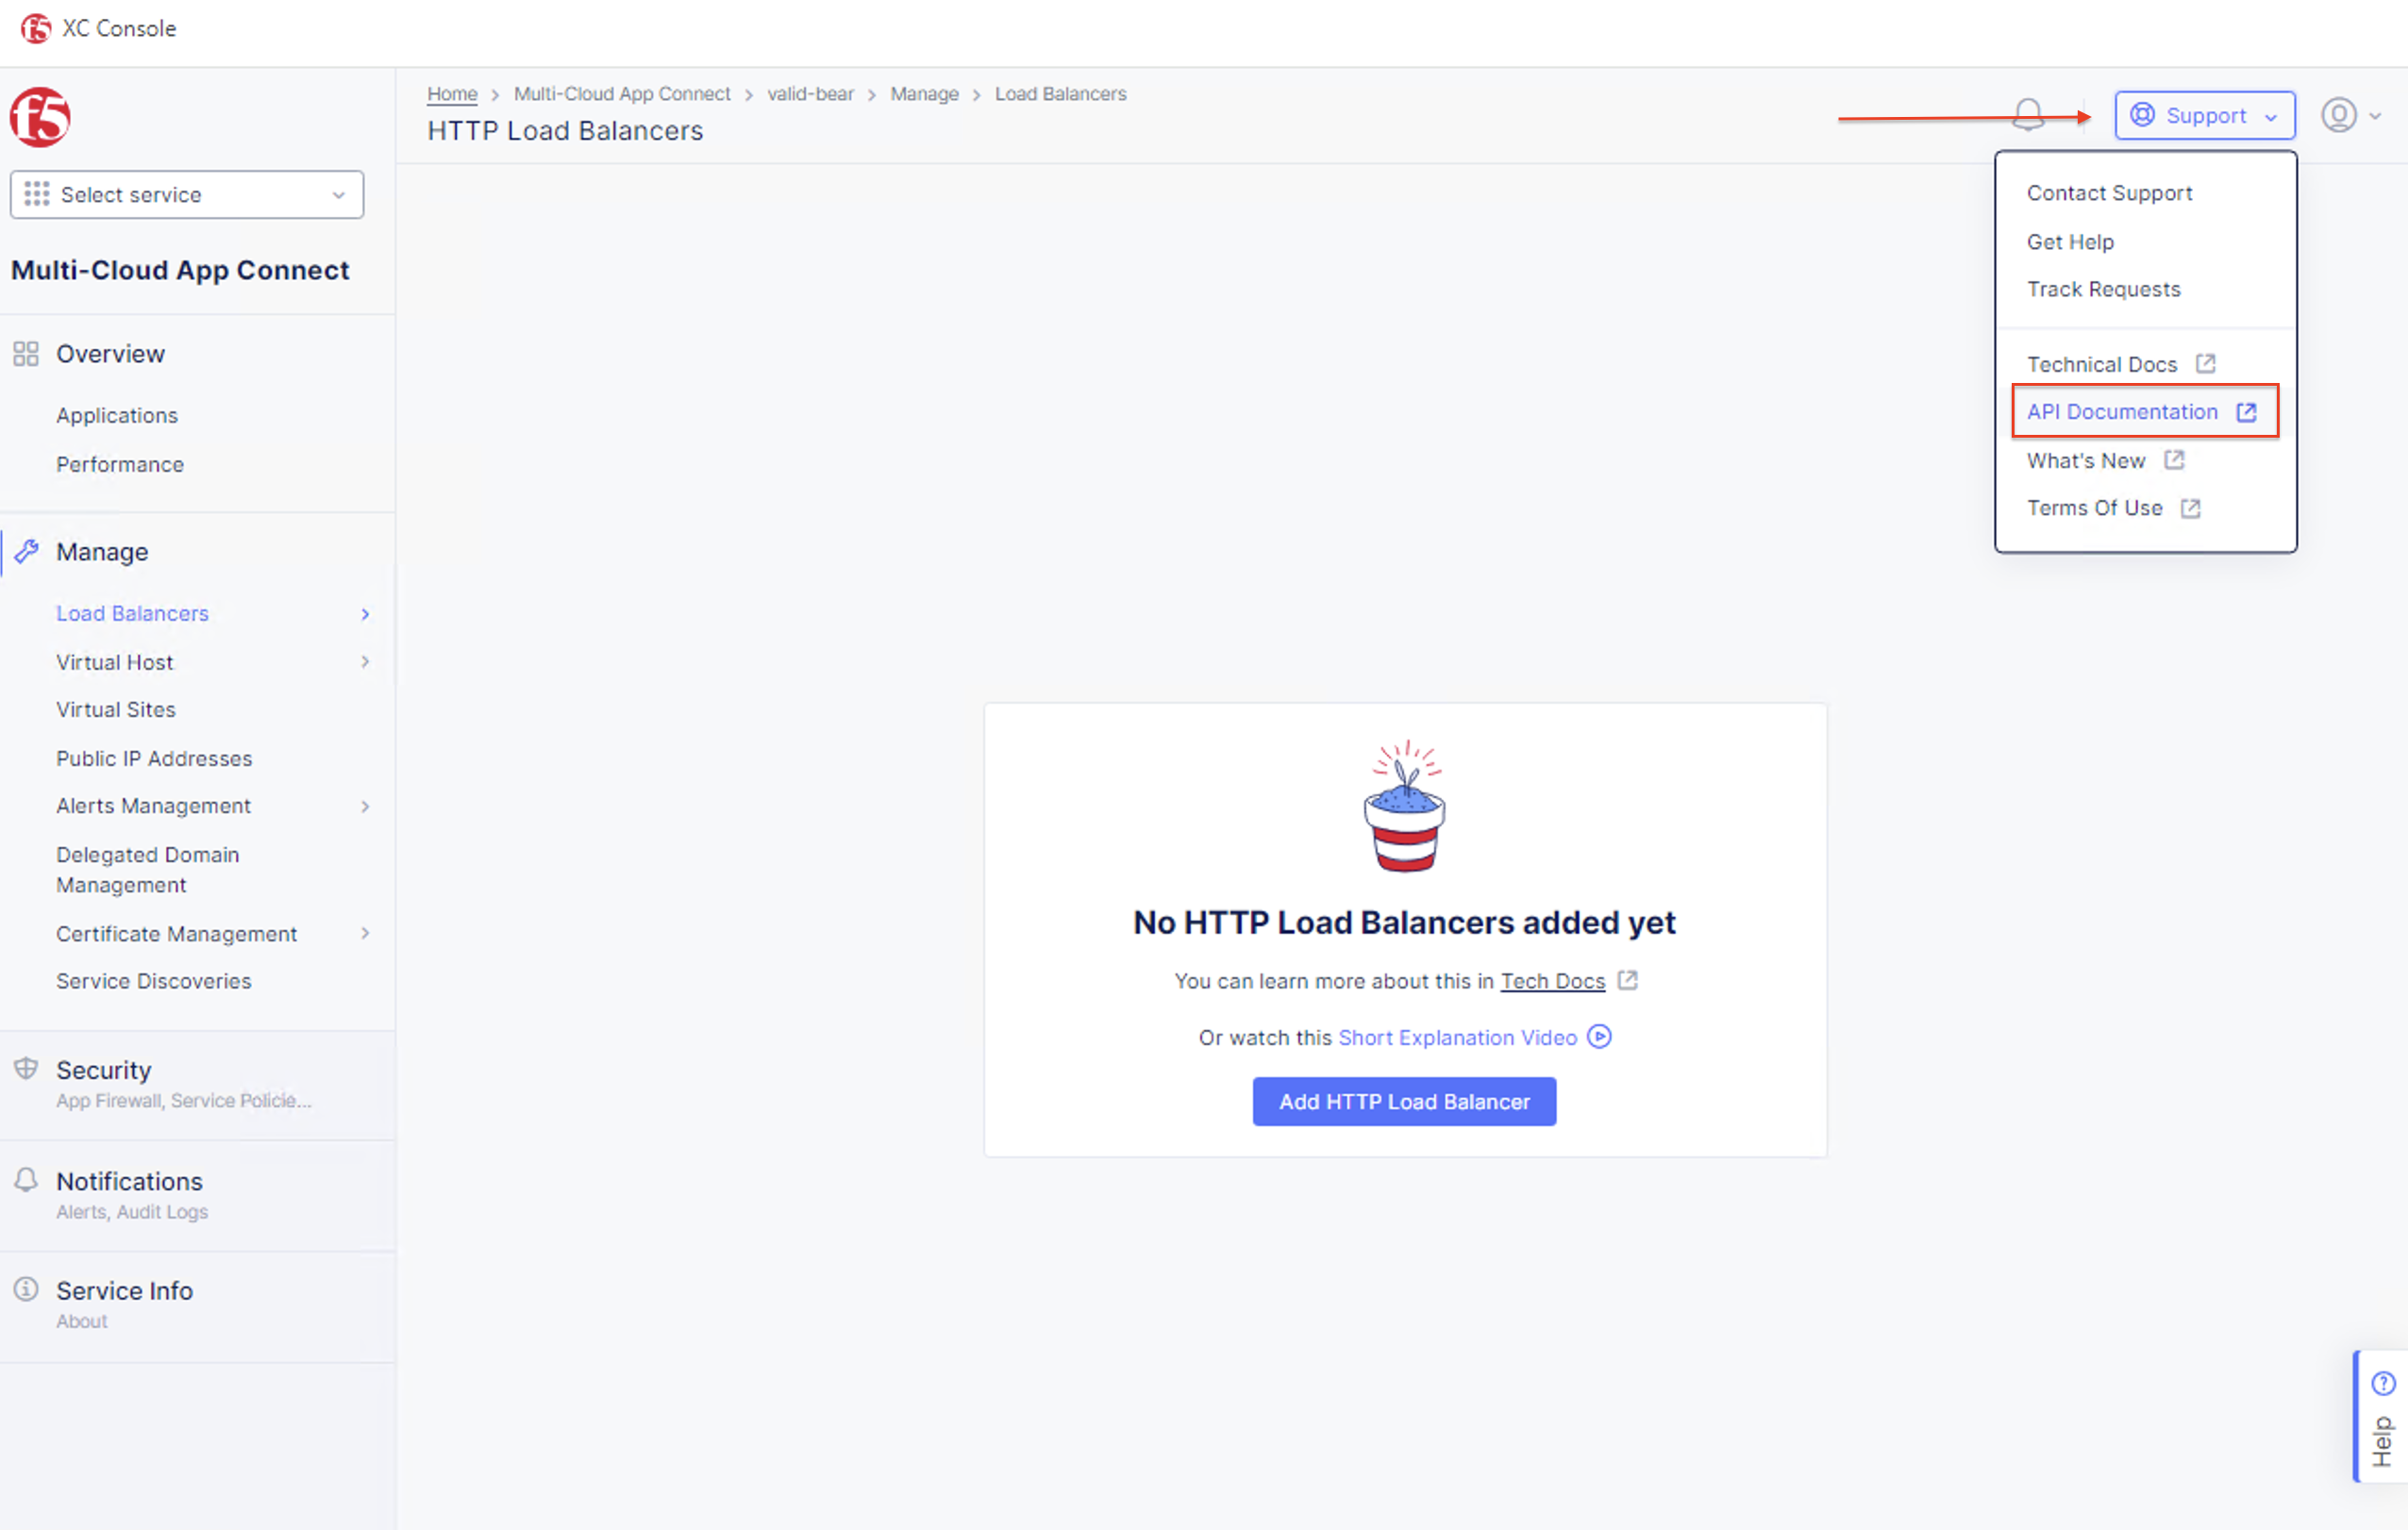 f5 XC Console
f5
Select service
Multi-Cloud App Connect
Overview
Applications
Performance
Manage
Load Balancers
Virtual Host
Virtual Sites
Public IP Addresses
Alerts Management
Delegated Domain
Management
Certificate Management
Service Discoveries
Security
App Firewall, Service Policie...
Notifications
Alerts, Audit Logs
Service Info
About
Home > Multi-Cloud App Connect > valid-bear > Manage > Load Balancers
HTTP Load Balancers
Support
Contact Support
Get Help
Track Requests
Technical Docs
API Documentation
What's New
Terms Of Use
No HTTP Load Balancers added yet
You can learn more about this in Tech Docs
Or watch this Short Explanation Video
Add HTTP Load Balancer
Help